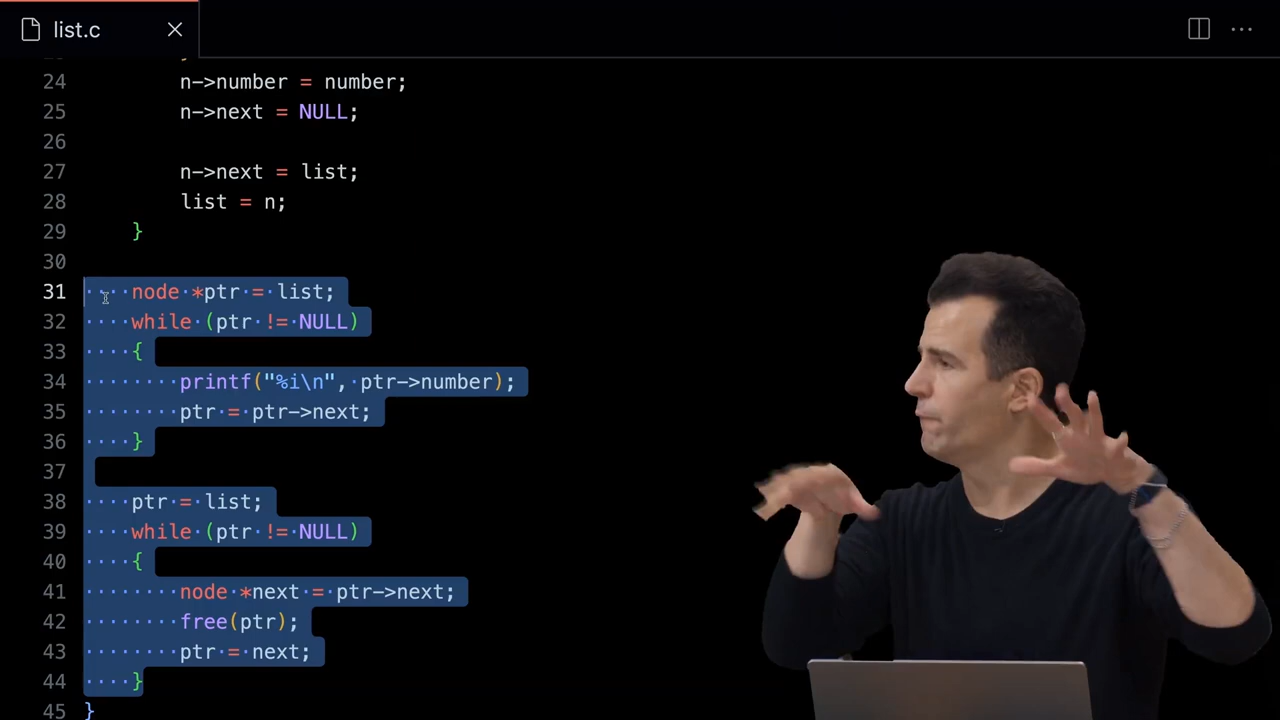 list.c
24 n->number = number;
25 n->next = NULL;
26
27 n->next = list;
28 list = n;
29 }
30
31 node *ptr = list;
32 while (ptr != NULL)
33 {
34 printf("%i\n", ptr->number);
35 ptr = ptr->next;
36 }
37
38 ptr = list;
39 while (ptr != NULL)
40 {
41 node *next = ptr->next;
42 free(ptr);
43 ptr = next;
44 }
45 }